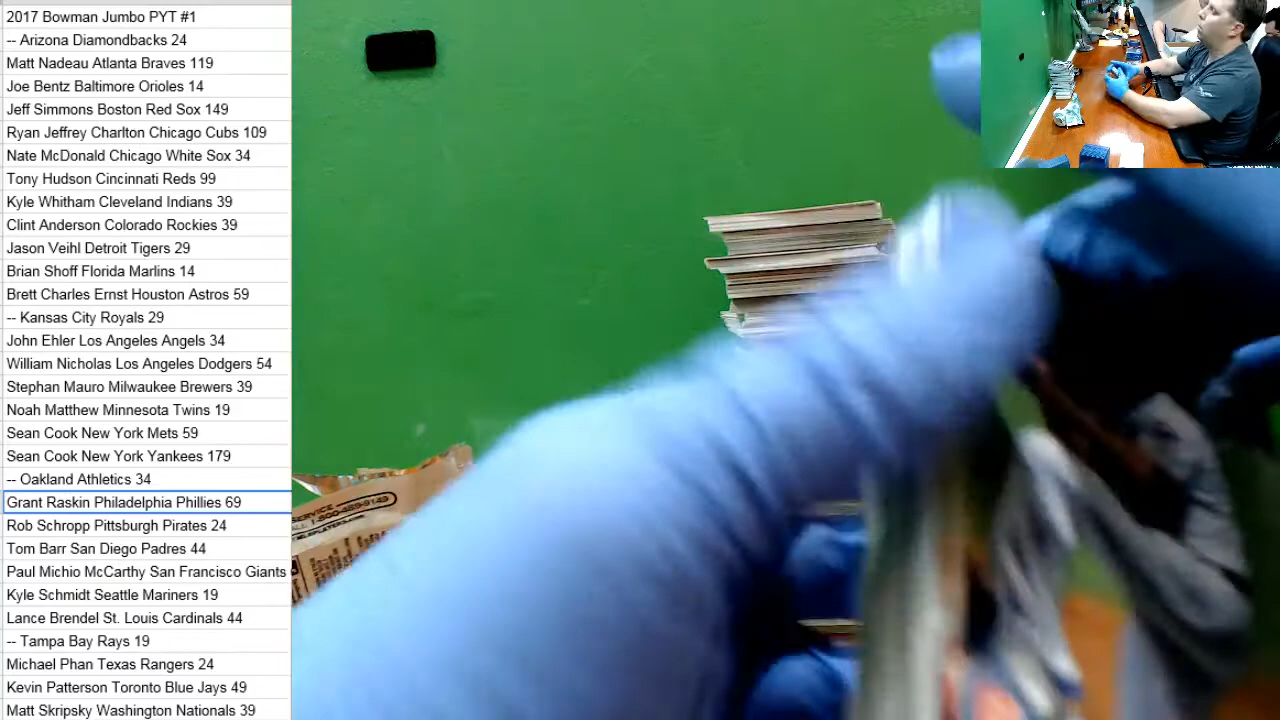 2017 Bowman Jumbo PYT #1
-- Arizona Diamondbacks 24
Matt Nadeau Atlanta Braves 119
Joe Bentz Baltimore Orioles 14
Jeff Simmons Boston Red Sox 149
Ryan Jeffrey Charlton Chicago Cubs 109
Nate McDonald Chicago White Sox 34
Tony Hudson Cincinnati Reds 99
Kyle Whitham Cleveland Indians 39
Clint Anderson Colorado Rockies 39
Jason Veihl Detroit Tigers 29
Brian Shoff Florida Marlins 14
Brett Charles Ernst Houston Astros 59
-- Kansas City Royals 29
John Ehler Los Angeles Angels 34
William Nicholas Los Angeles Dodgers 54
Stephan Mauro Milwaukee Brewers 39
Noah Matthew Minnesota Twins 19
Sean Cook New York Mets 59
Sean Cook New York Yankees 179
-- Oakland Athletics 34
Grant Raskin Philadelphia Phillies 69
Rob Schropp Pittsburgh Pirates 24
Tom Barr San Diego Padres 44
Paul Michio McCarthy San Francisco Giants
Kyle Schmidt Seattle Mariners 19
Lance Brendel St. Louis Cardinals 44
-- Tampa Bay Rays 19
Michael Phan Texas Rangers 24
Kevin Patterson Toronto Blue Jays 49
Matt Skripsky Washington Nationals 39
SERVICE